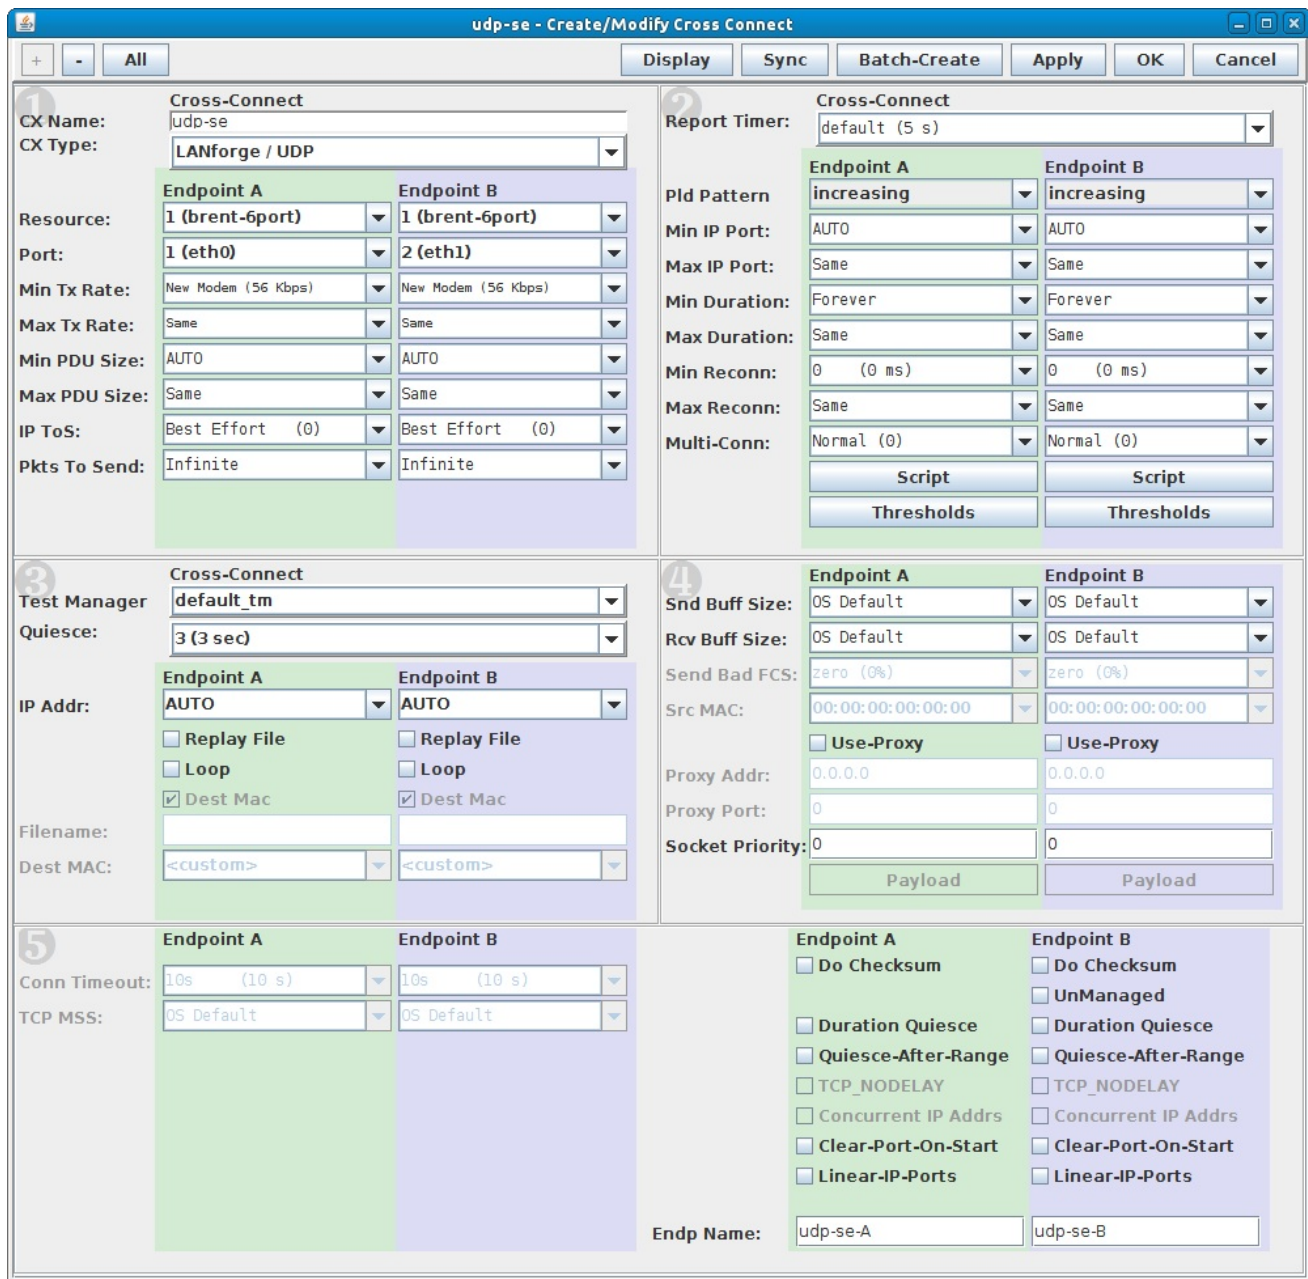 udp-se - Create/Modify Cross Connect
+ - All Display Sync Batch-Create Apply OK Cancel
1
Cross-Connect
CX Name: udp-se
CX Type: LANforge / UDP
Endpoint A Endpoint B
Resource: 1 (brent-6port) 1 (brent-6port)
Port: 1 (eth0) 2 (eth1)
Min Tx Rate: New Modem (56 Kbps) New Modem (56 Kbps)
Max Tx Rate: Same Same
Min PDU Size: AUTO AUTO
Max PDU Size: Same Same
IP ToS: Best Effort (0) Best Effort (0)
Pkts To Send: Infinite Infinite
2
Cross-Connect
Report Timer: default (5 s)
Endpoint A Endpoint B
Pld Pattern increasing increasing
Min IP Port: AUTO AUTO
Max IP Port: Same Same
Min Duration: Forever Forever
Max Duration: Same Same
Min Reconn: 0 (0 ms) 0 (0 ms)
Max Reconn: Same Same
Multi-Conn: Normal (0) Normal (0)
Script Script
Thresholds Thresholds
3
Cross-Connect
Test Manager default_tm
Quiesce: 3 (3 sec)
Endpoint A Endpoint B
IP Addr: AUTO AUTO
Replay File Replay File
Loop Loop
Dest Mac Dest Mac
Filename:
Dest MAC: <custom> <custom>
4
Endpoint A Endpoint B
Snd Buff Size: OS Default OS Default
Rcv Buff Size: OS Default OS Default
Send Bad FCS: zero (0%) zero (0%)
Src MAC: 00:00:00:00:00:00 00:00:00:00:00:00
Use-Proxy Use-Proxy
Proxy Addr: 0.0.0.0 0.0.0.0
Proxy Port: 0 0
Socket Priority: 0 0
Payload Payload
5
Endpoint A Endpoint B
Conn Timeout: 10s (10 s) 10s (10 s)
TCP MSS: OS Default OS Default
Endpoint A Endpoint B
Do Checksum Do Checksum
UnManaged
Duration Quiesce Duration Quiesce
Quiesce-After-Range Quiesce-After-Range
TCP_NODELAY TCP_NODELAY
Concurrent IP Addrs Concurrent IP Addrs
Clear-Port-On-Start Clear-Port-On-Start
Linear-IP-Ports Linear-IP-Ports
Endp Name: udp-se-A udp-se-B